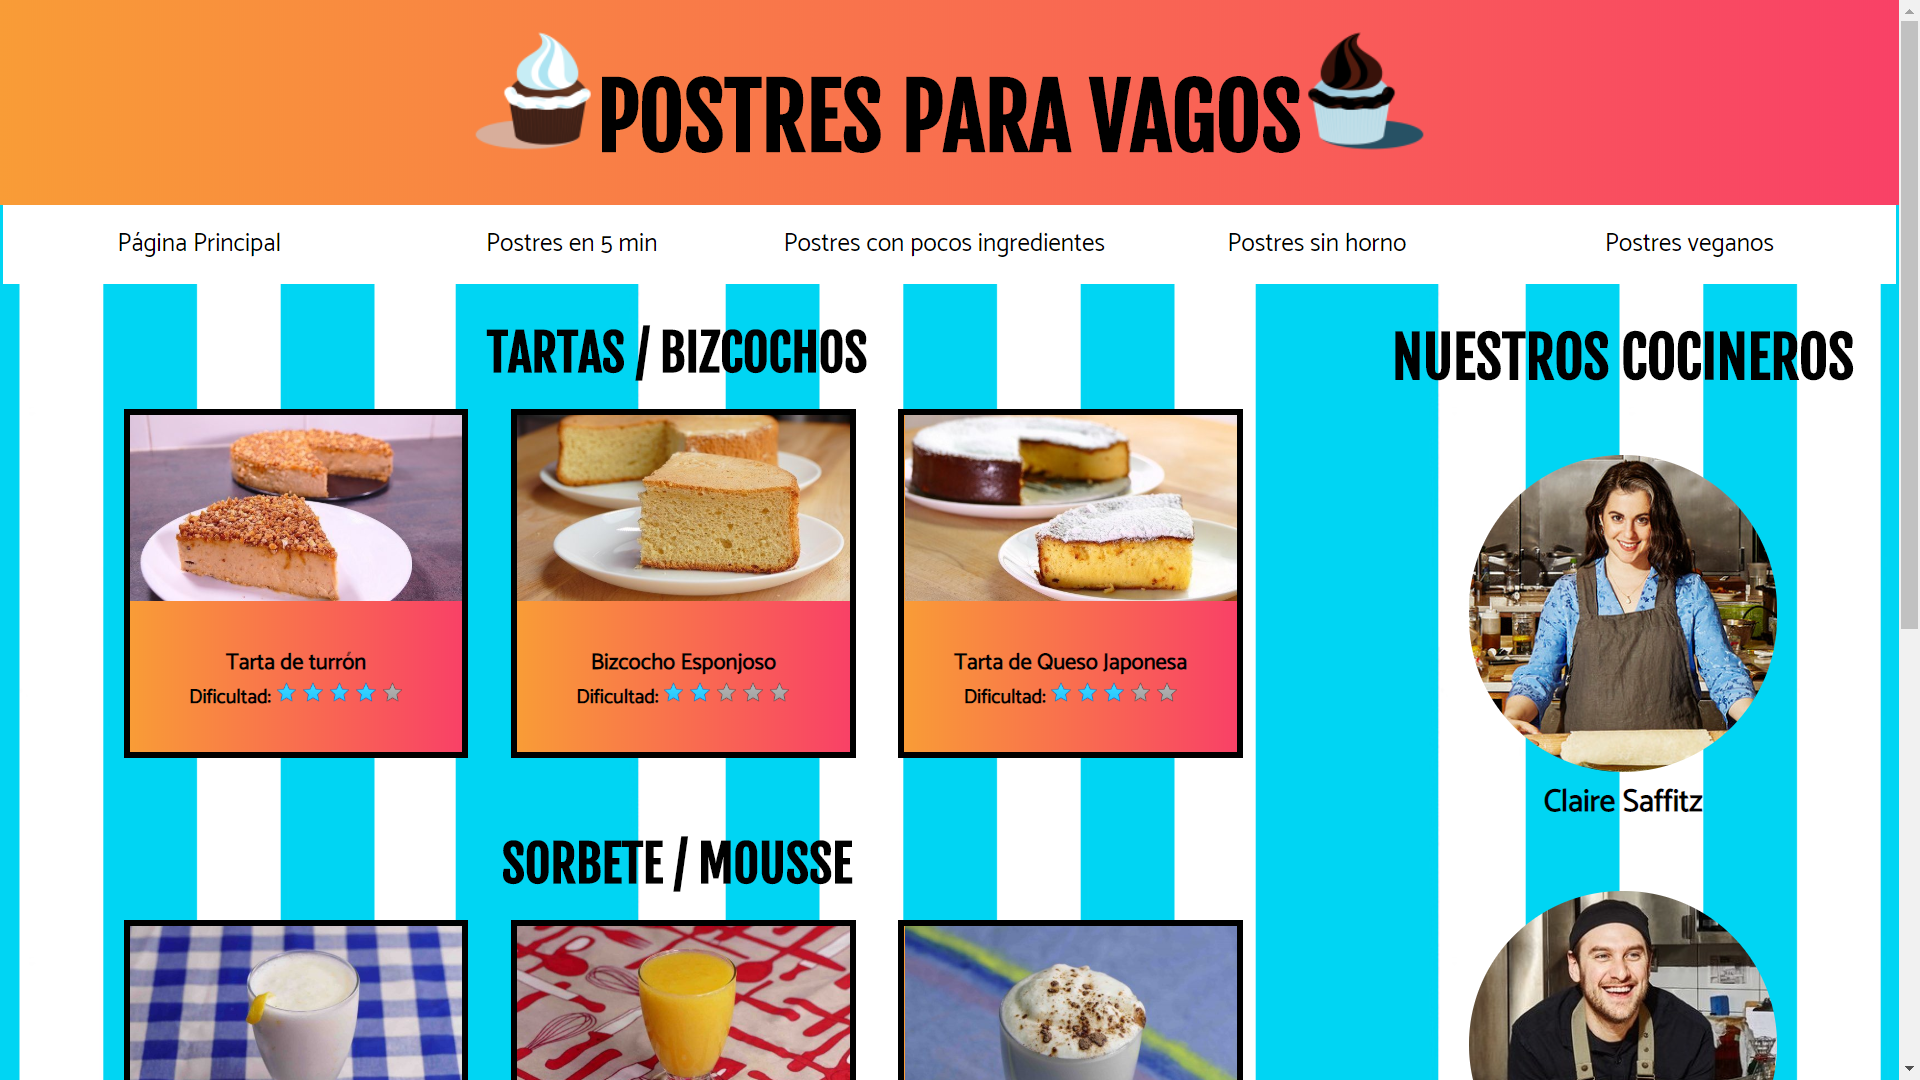 POSTRES PARA VAGOS
Página Principal
Postres en 5 min
Postres con pocos ingredientes
Postres sin horno
Postres veganos
TARTAS / BIZCOCHOS
Tarta de turrón
Dificultad:
Bizcocho Esponjoso
Dificultad:
Tarta de Queso Japonesa
Dificultad:
SORBETE / MOUSSE
NUESTROS COCINEROS
Claire Saffitz